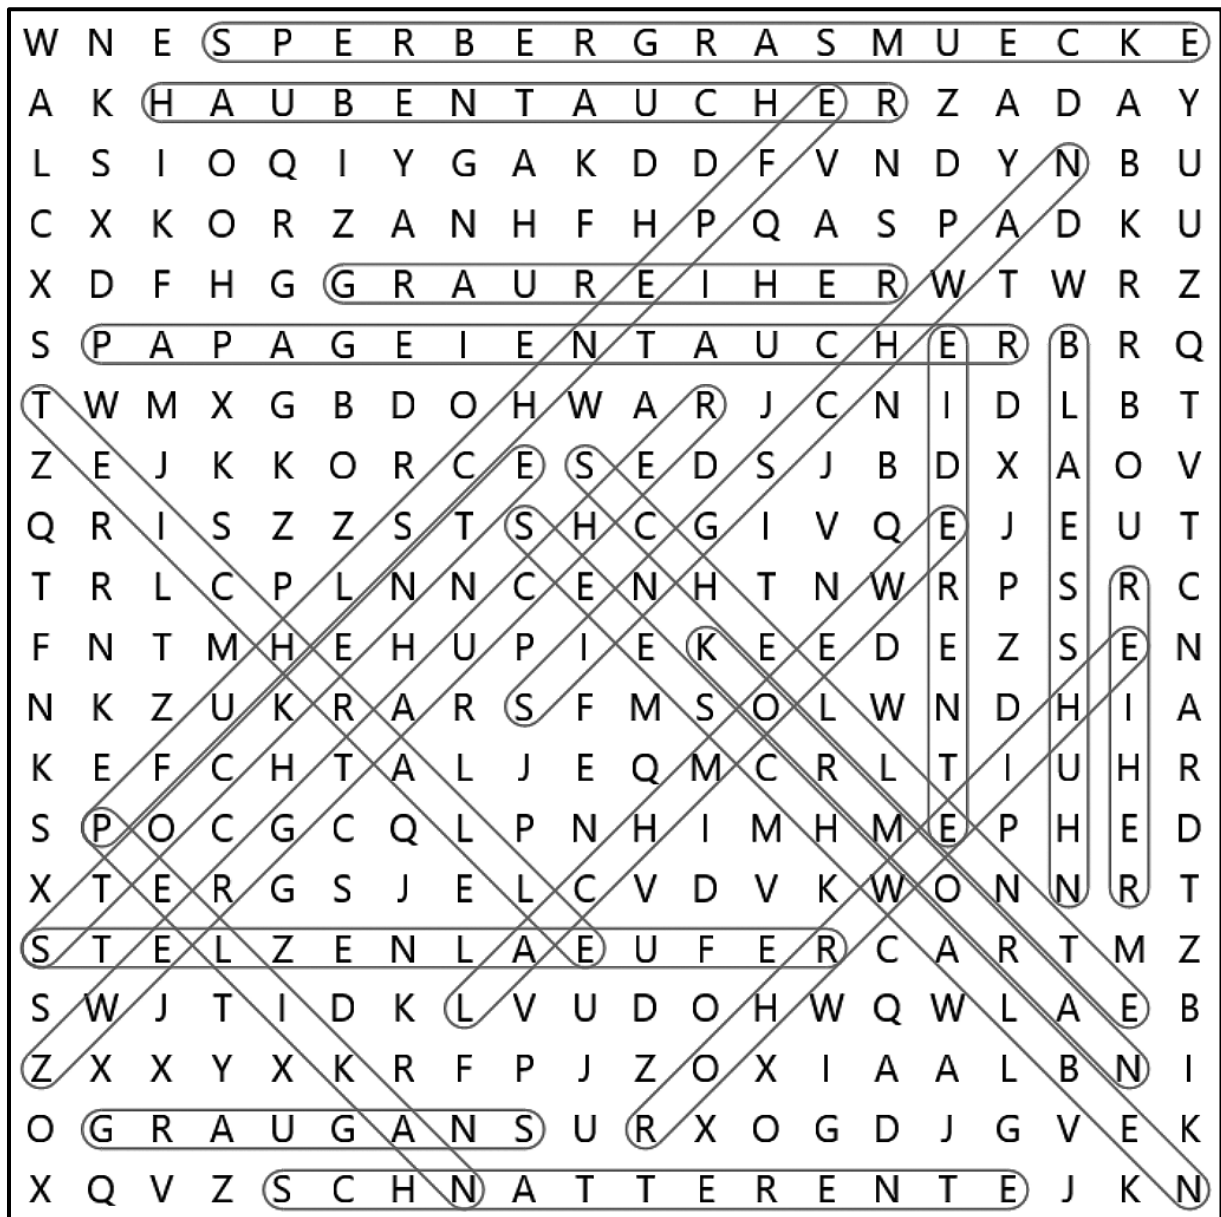 W N E S P E R B E R G R A S M U E C K E
A K H A U B E N T A U C H E R Z A D A Y
L S I O Q I Y G A K D D F V N D Y N B U
C X K O R Z A N H F H P Q A S P A D K U
X D F H G G R A U R E I H E R W T W R Z
S P A P A G E I E N T A U C H E R B R Q
T W M X G B D O H W A R J C N I D L B T
Z E J K K O R C E S E D S J B D X A O V
Q R I S Z Z S T S H C G I V Q E J E U T
T R L C P L N N C E N H T N W R P S R C
F N T M H E H U P I E K E E D E Z S E N
N K Z U K R A R S F M S O L W N D H I A
K E F C H T A L J E Q M C R L T I U H R
S P O C G C Q L P N H I M H M E P H E D
X T E R G S J E L C V D V K W O N N R T
S T E L Z E N L A E U F E R C A R T M Z
S W J T I D K L V U D O H W Q W L A E B
Z X X Y X K R F P J Z O X I A A L B N I
O G R A U G A N S U R X O G D J G V E K
X Q V Z S C H N A T T E R E N T E J K N